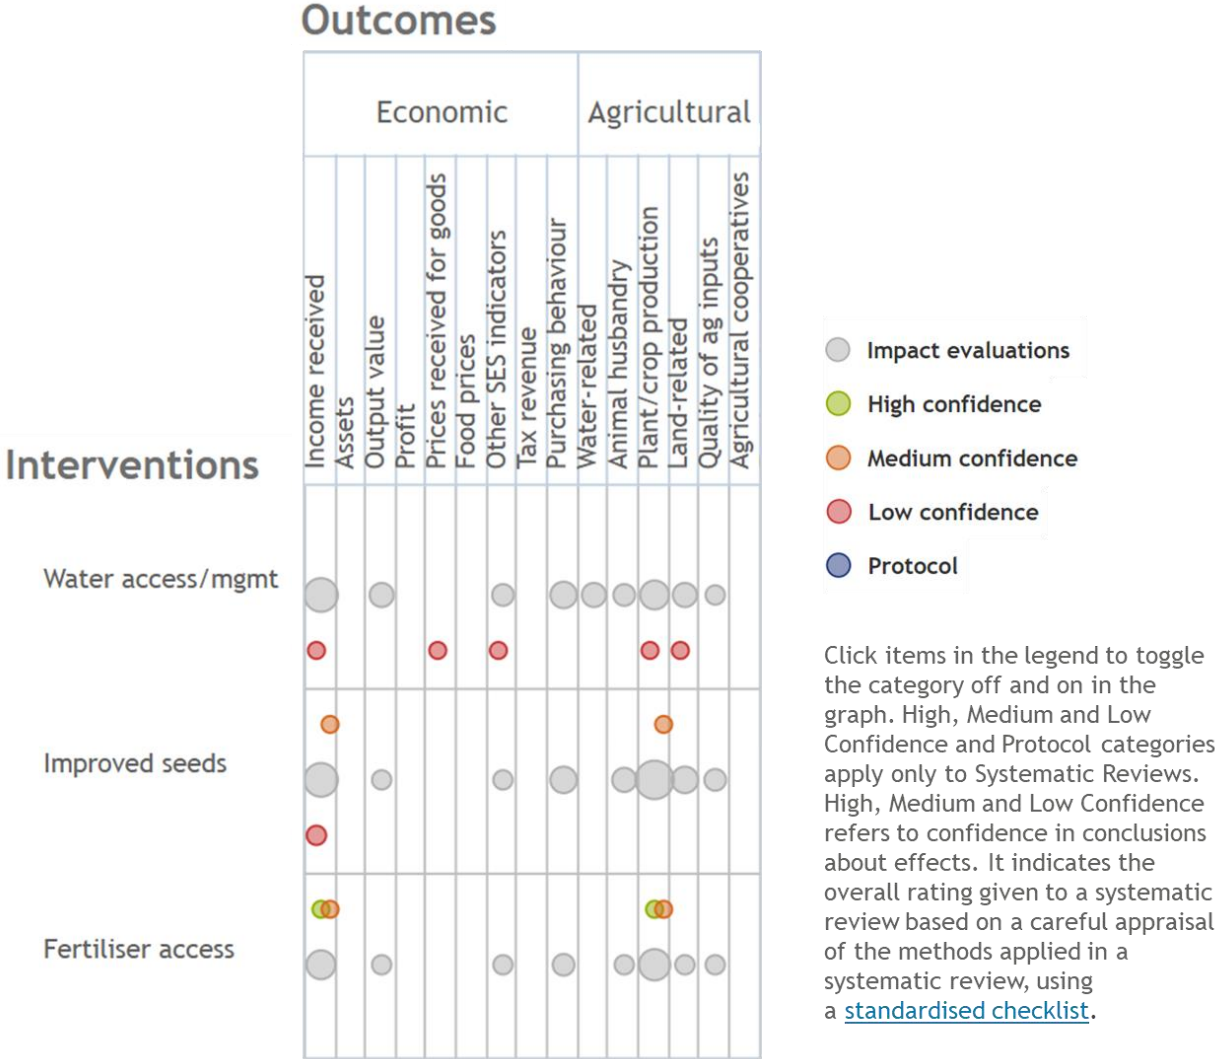 Outcomes
Economic
Agricultural
Income received
Assets
Output value
Profit
Prices received for goods
Food prices
Other SES indicators
Tax revenue
Purchasing behaviour
Water-related
Animal husbandry
Plant/crop production
Land-related
Quality of ag inputs
Agricultural cooperatives
Interventions
Water access/mgmt
Improved seeds
Fertiliser access
Impact evaluations
High confidence
Medium confidence
Low confidence
Protocol
Click items in the legend to toggle
the category off and on in the
graph. High, Medium and Low
Confidence and Protocol categories
apply only to Systematic Reviews.
High, Medium and Low Confidence
refers to confidence in conclusions
about effects. It indicates the
overall rating given to a systematic
review based on a careful appraisal
of the methods applied in a
systematic review, using
a standardised checklist.